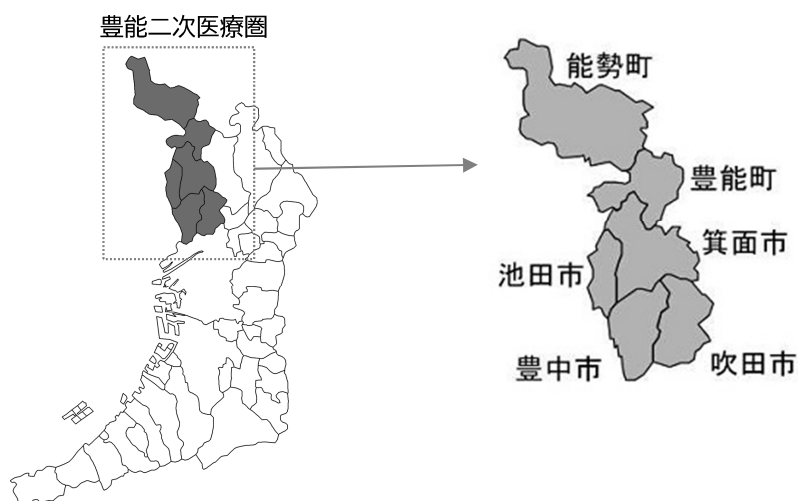 豊能二次医療圏
能勢町
豊能町
箕面市
池田市
豊中市
吹田市